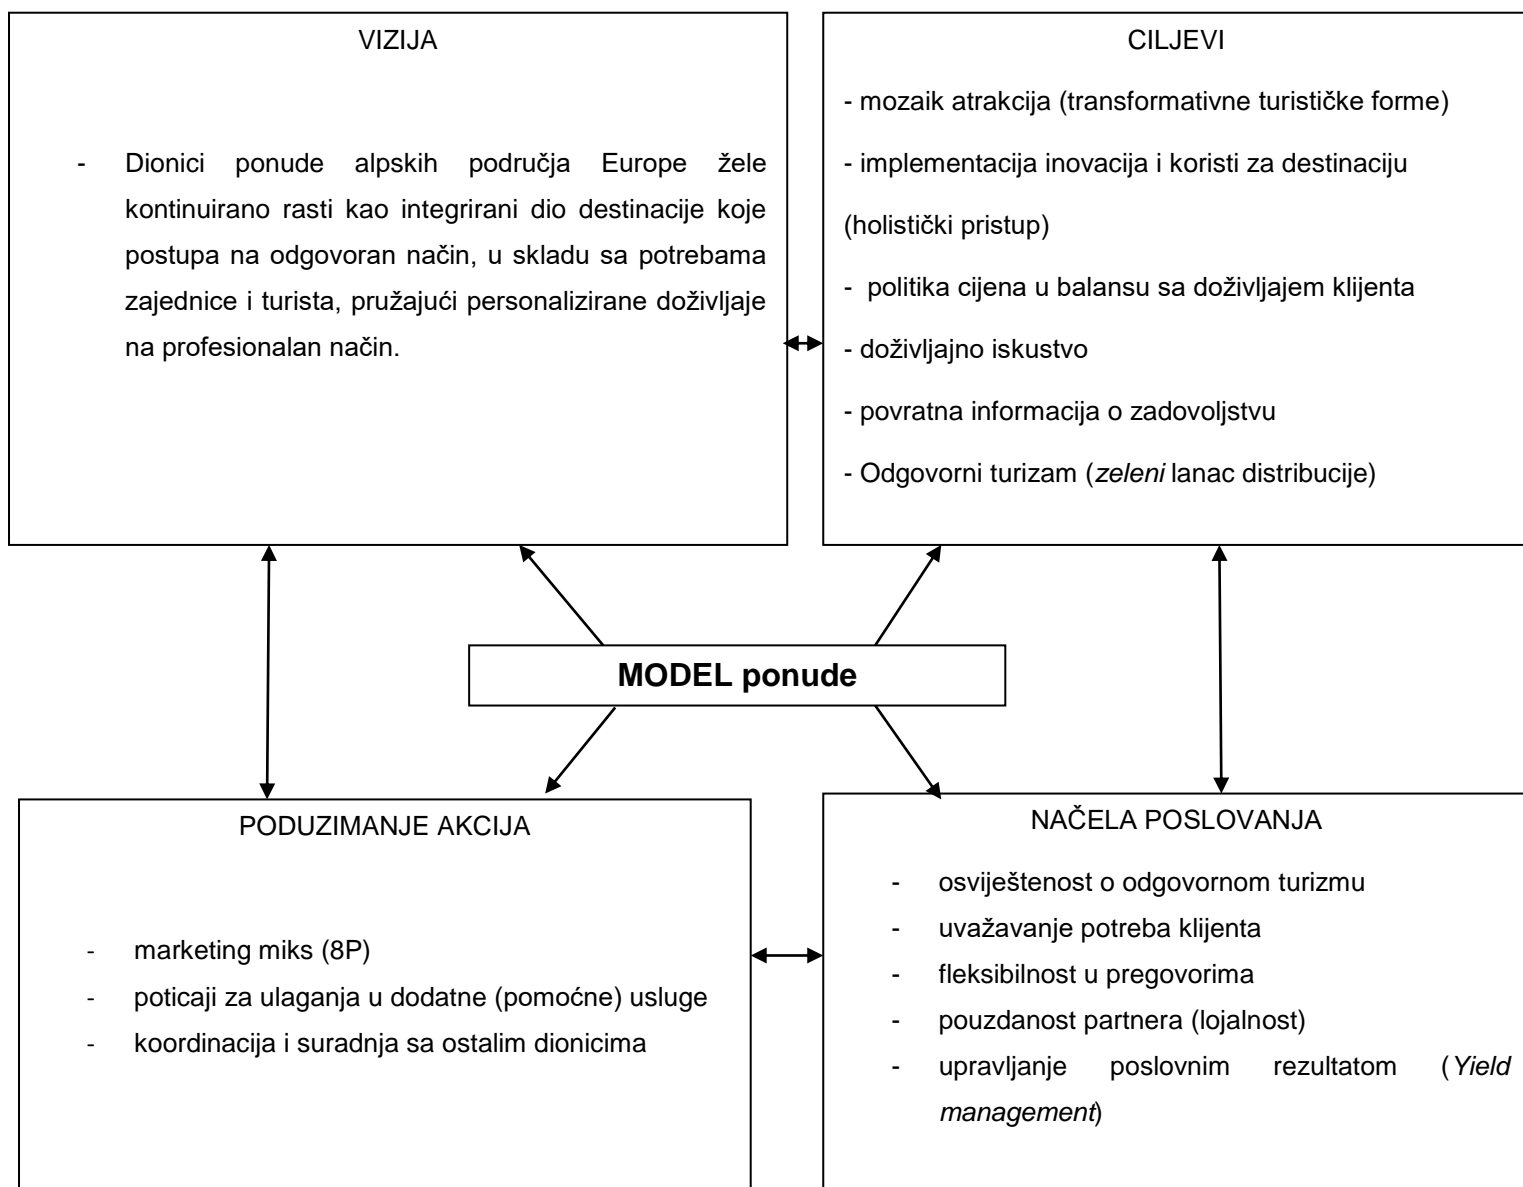 VIZIJA
- Dionici ponude alpskih područja Europe žele
kontinuirano rasti kao integrirani dio destinacije koje
postupa na odgovoran način, u skladu sa potrebama
zajednice i turista, pružajući personalizirane doživljaje
na profesionalan način.
CILJEVI
- mozaik atrakcija (transformativne turističke forme)
- implementacija inovacija i koristi za destinaciju
(holistički pristup)
- politika cijena u balansu sa doživljajem klijenta
- doživljajno iskustvo
- povratna informacija o zadovoljstvu
- Odgovorni turizam (zeleni lanac distribucije)
MODEL ponude
PODUZIMANJE AKCIJA
- marketing miks (8P)
- poticaji za ulaganja u dodatne (pomoćne) usluge
- koordinacija i suradnja sa ostalim dionicima
NAČELA POSLOVANJA
- osviještenost o odgovornom turizmu
- uvažavanje potreba klijenta
- fleksibilnost u pregovorima
- pouzdanost partnera (lojalnost)
- upravljanje poslovnim rezultatom (Yield
management)